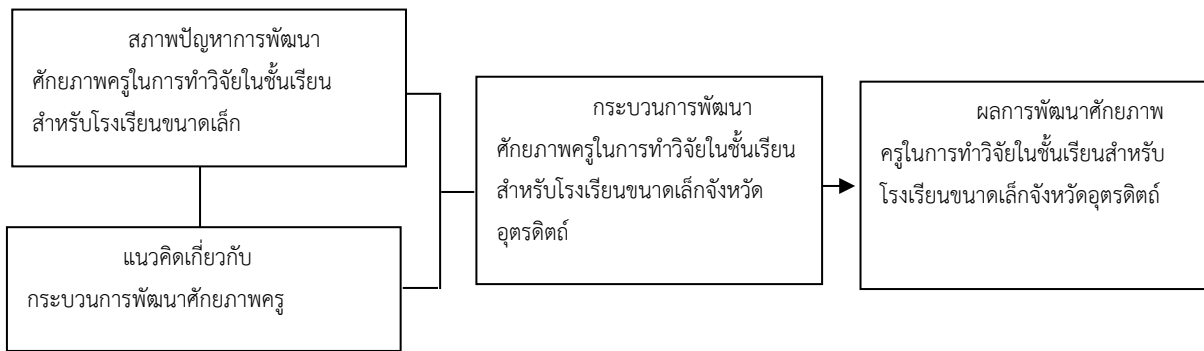 สภาพปัญหาการพัฒนา
ศักยภาพครูในการทำวิจัยในชั้นเรียน
สำหรับโรงเรียนขนาดเล็ก
แนวคิดเกี่ยวกับ
กระบวนการพัฒนาศักยภาพครู
กระบวนการพัฒนา
ศักยภาพครูในการทำวิจัยในชั้นเรียน
สำหรับโรงเรียนขนาดเล็กจังหวัด
อุตรดิตถ์
ผลการพัฒนาศักยภาพ
ครูในการทำวิจัยในชั้นเรียนสำหรับ
โรงเรียนขนาดเล็กจังหวัดอุตรดิตถ์